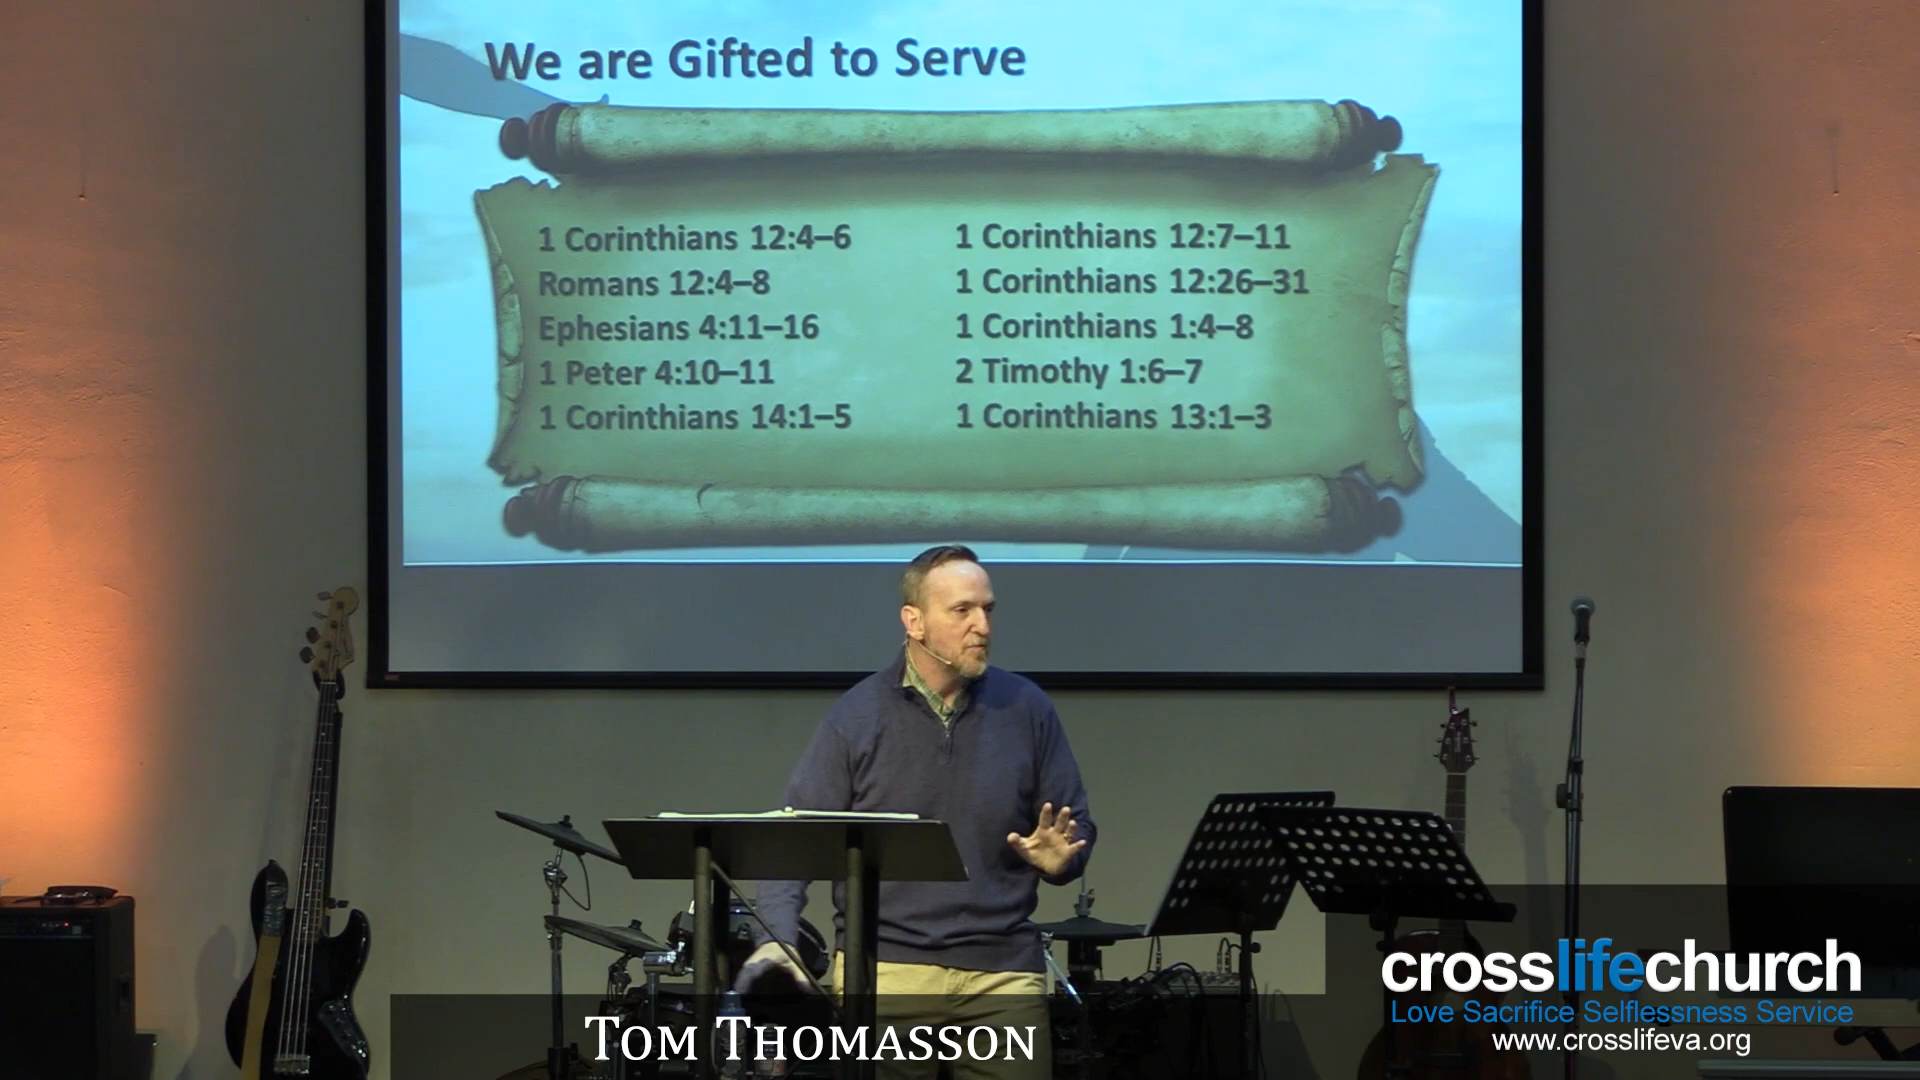 We are Gifted to Serve
1 Corinthians 12:4–6
Romans 12:4–8
Ephesians 4:11–16
1 Peter 4:10–11
1 Corinthians 14:1–5
1 Corinthians 12:7–11
1 Corinthians 12:26–31
1 Corinthians 1:4–8
2 Timothy 1:6–7
1 Corinthians 13:1–3
Tom Thomasson
crosslifechurch
Love Sacrifice Selflessness Service
www.crosslifeva.org